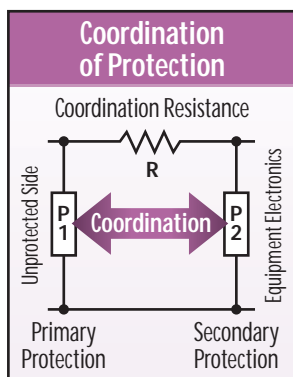 Coordination
of Protection
Coordination Resistance
R
Unprotected Side
P
1
Coordination
P
2
Equipment Electronics
Primary
Protection
Secondary
Protection